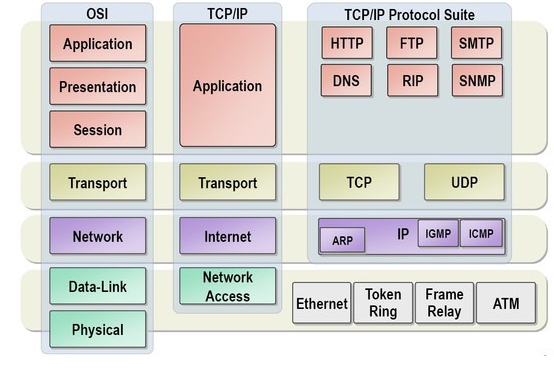 OSI
TCP/IP
TCP/IP Protocol Suite
Application
Presentation
Session
Application
HTTP
FTP
SMTP
DNS
RIP
SNMP
Transport
Transport
TCP
UDP
Network
Internet
ARP
IP
IGMP
ICMP
Data-Link
Physical
Network
Access
Ethernet
Token
Ring
Frame
Relay
ATM